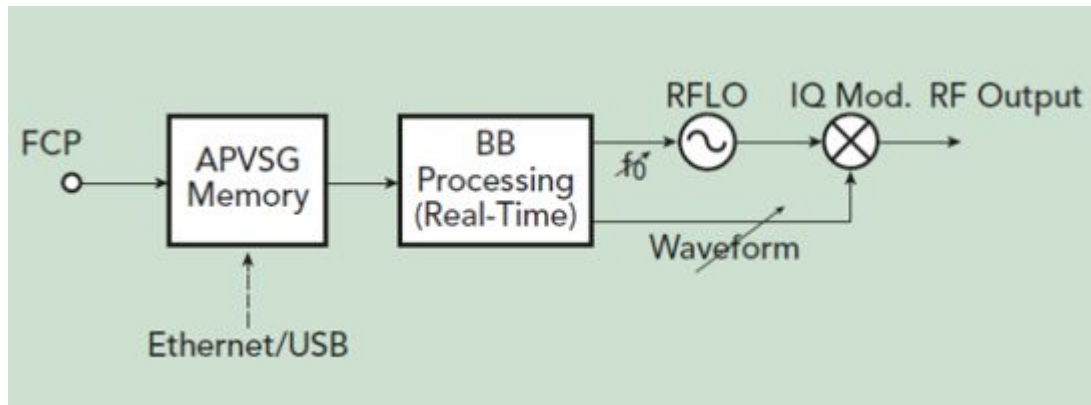 RFLO IQ Mod. RF Output
FCP
APVSG
Memory
BB
Processing
(Real-Time)
f0
Waveform
Ethernet/USB